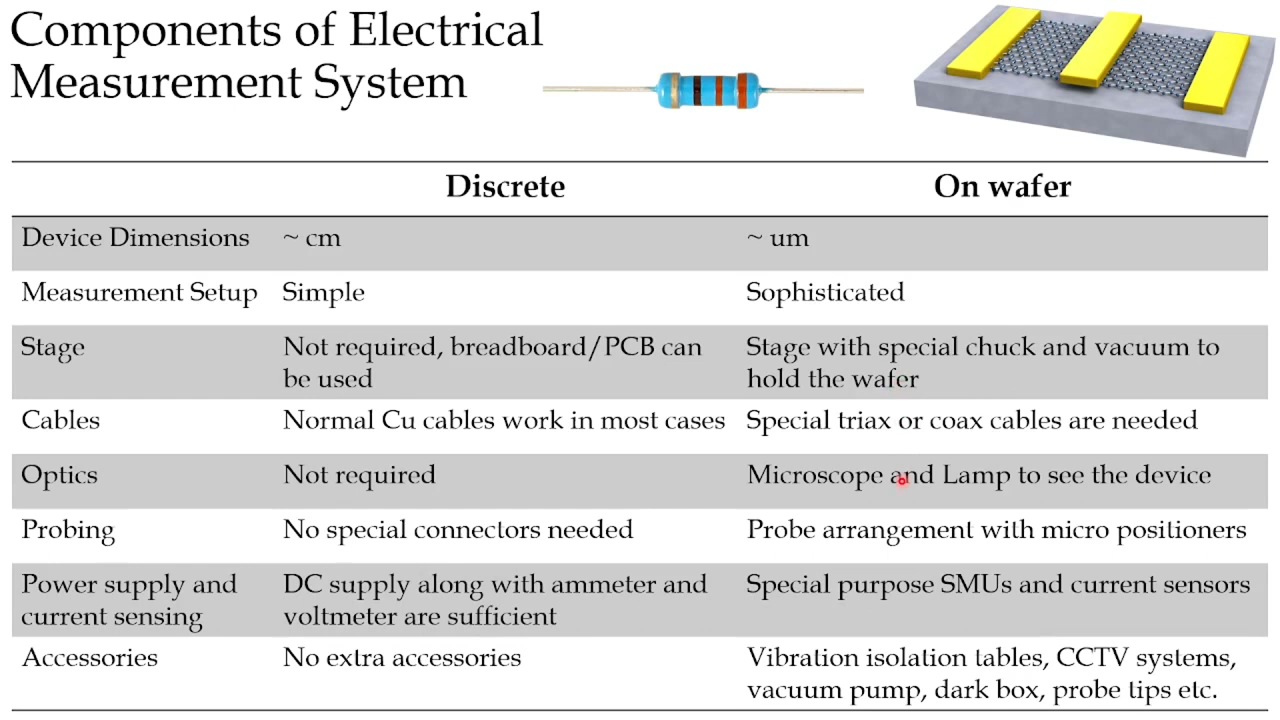 Components of Electrical
Measurement System
Discrete On wafer
Device Dimensions ~ cm ~ um
Measurement Setup Simple Sophisticated
Stage Not required, breadboard/PCB can Stage with special chuck and vacuum to
be used hold the wafer
Cables Normal Cu cables work in most cases Special triax or coax cables are needed
Optics Not required Microscope and Lamp to see the device
Probing No special connectors needed Probe arrangement with micro positioners
Power supply and DC supply along with ammeter and Special purpose SMUs and current sensors
current sensing voltmeter are sufficient
Accessories No extra accessories Vibration isolation tables, CCTV systems,
vacuum pump, dark box, probe tips etc.